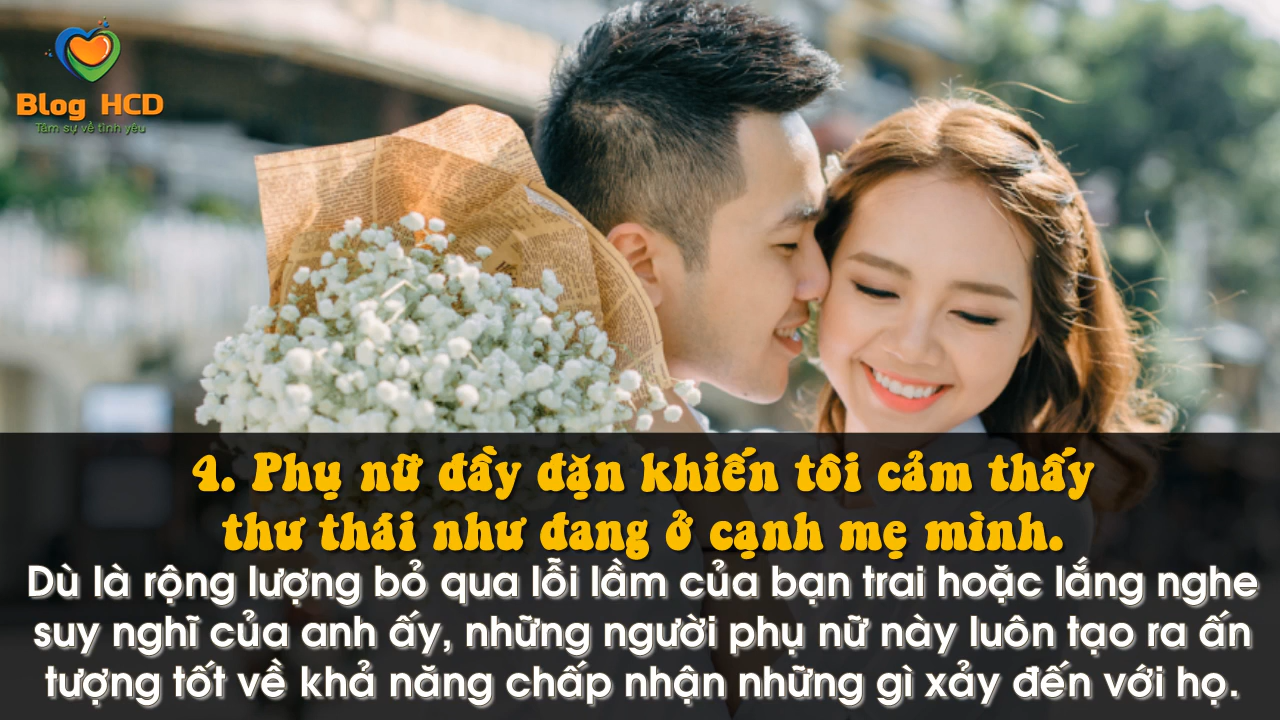 Blog HCD
Tâm sự về tình yêu
4. Phụ nữ đầy đặn khiến tôi cảm thấy
thư thái như đang ở cạnh mẹ mình.
Dù là rộng lượng bỏ qua lỗi lầm của bạn trai hoặc lắng nghe
suy nghĩ của anh ấy, những người phụ nữ này luôn tạo ra ấn
tượng tốt về khả năng chấp nhận những gì xảy đến với họ.